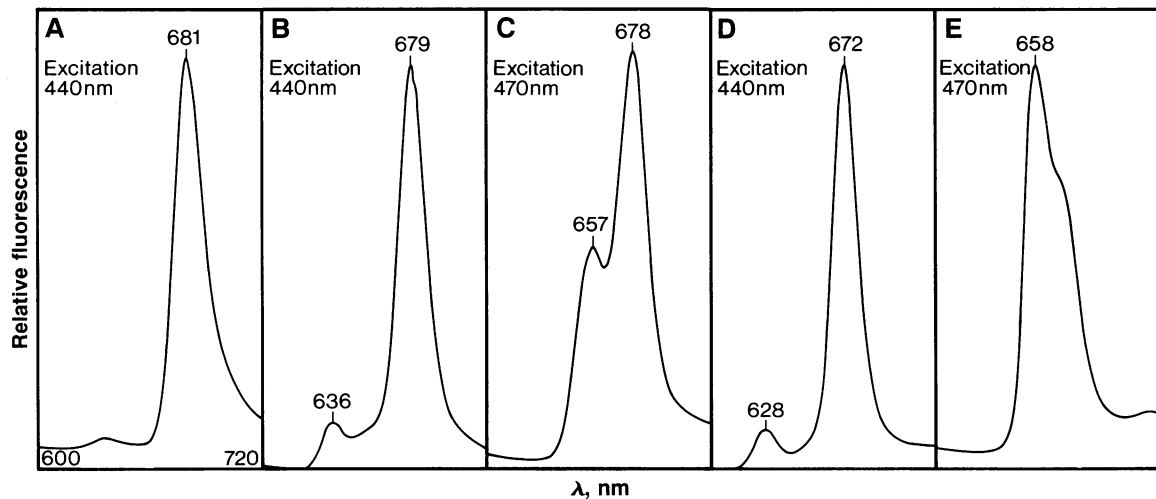 A
681
Excitation
440nm
600
720
B
679
Excitation
440nm
636
C
678
Excitation
470nm
657
D
672
Excitation
440nm
628
E
658
Excitation
470nm
Relative fluorescence
λ, nm